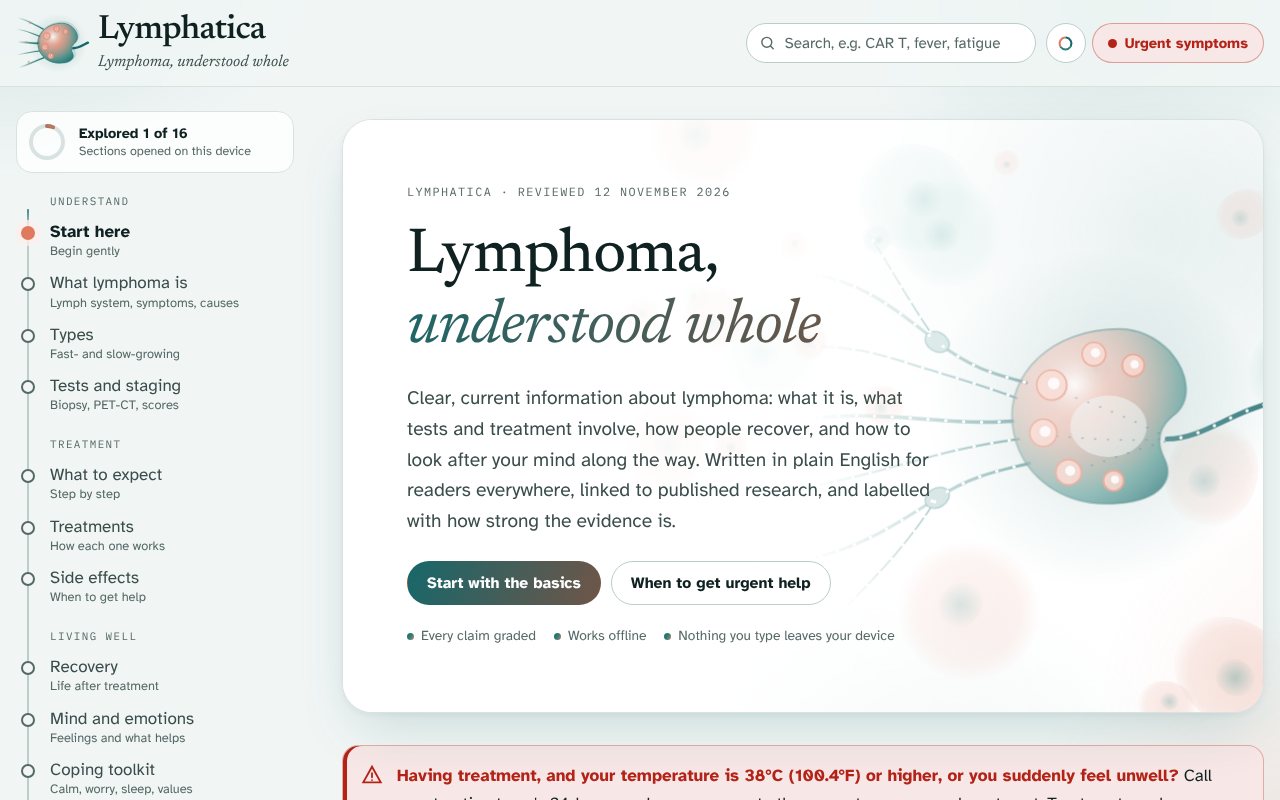 Lymphatica
Lymphoma, understood whole
Search, e.g. CAR T, fever, fatigue
Urgent symptoms
Explored 1 of 16
Sections opened on this device
UNDERSTAND
Start here
Begin gently
What lymphoma is
Lymph system, symptoms, causes
Types
Fast- and slow-growing
Tests and staging
Biopsy, PET-CT, scores
TREATMENT
What to expect
Step by step
Treatments
How each one works
Side effects
When to get help
LIVING WELL
Recovery
Life after treatment
Mind and emotions
Feelings and what helps
Coping toolkit
Calm, worry, sleep, values
LYMPHATICA · REVIEWED 12 NOVEMBER 2026
Lymphoma,
understood whole
Clear, current information about lymphoma: what it is, what
tests and treatment involve, how people recover, and how to
look after your mind along the way. Written in plain English for
readers everywhere, linked to published research, and labelled
with how strong the evidence is.
Start with the basics
When to get urgent help
Every claim graded
Works offline
Nothing you type leaves your device
Having treatment, and your temperature is 38°C (100.4°F) or higher, or you suddenly feel unwell? Call